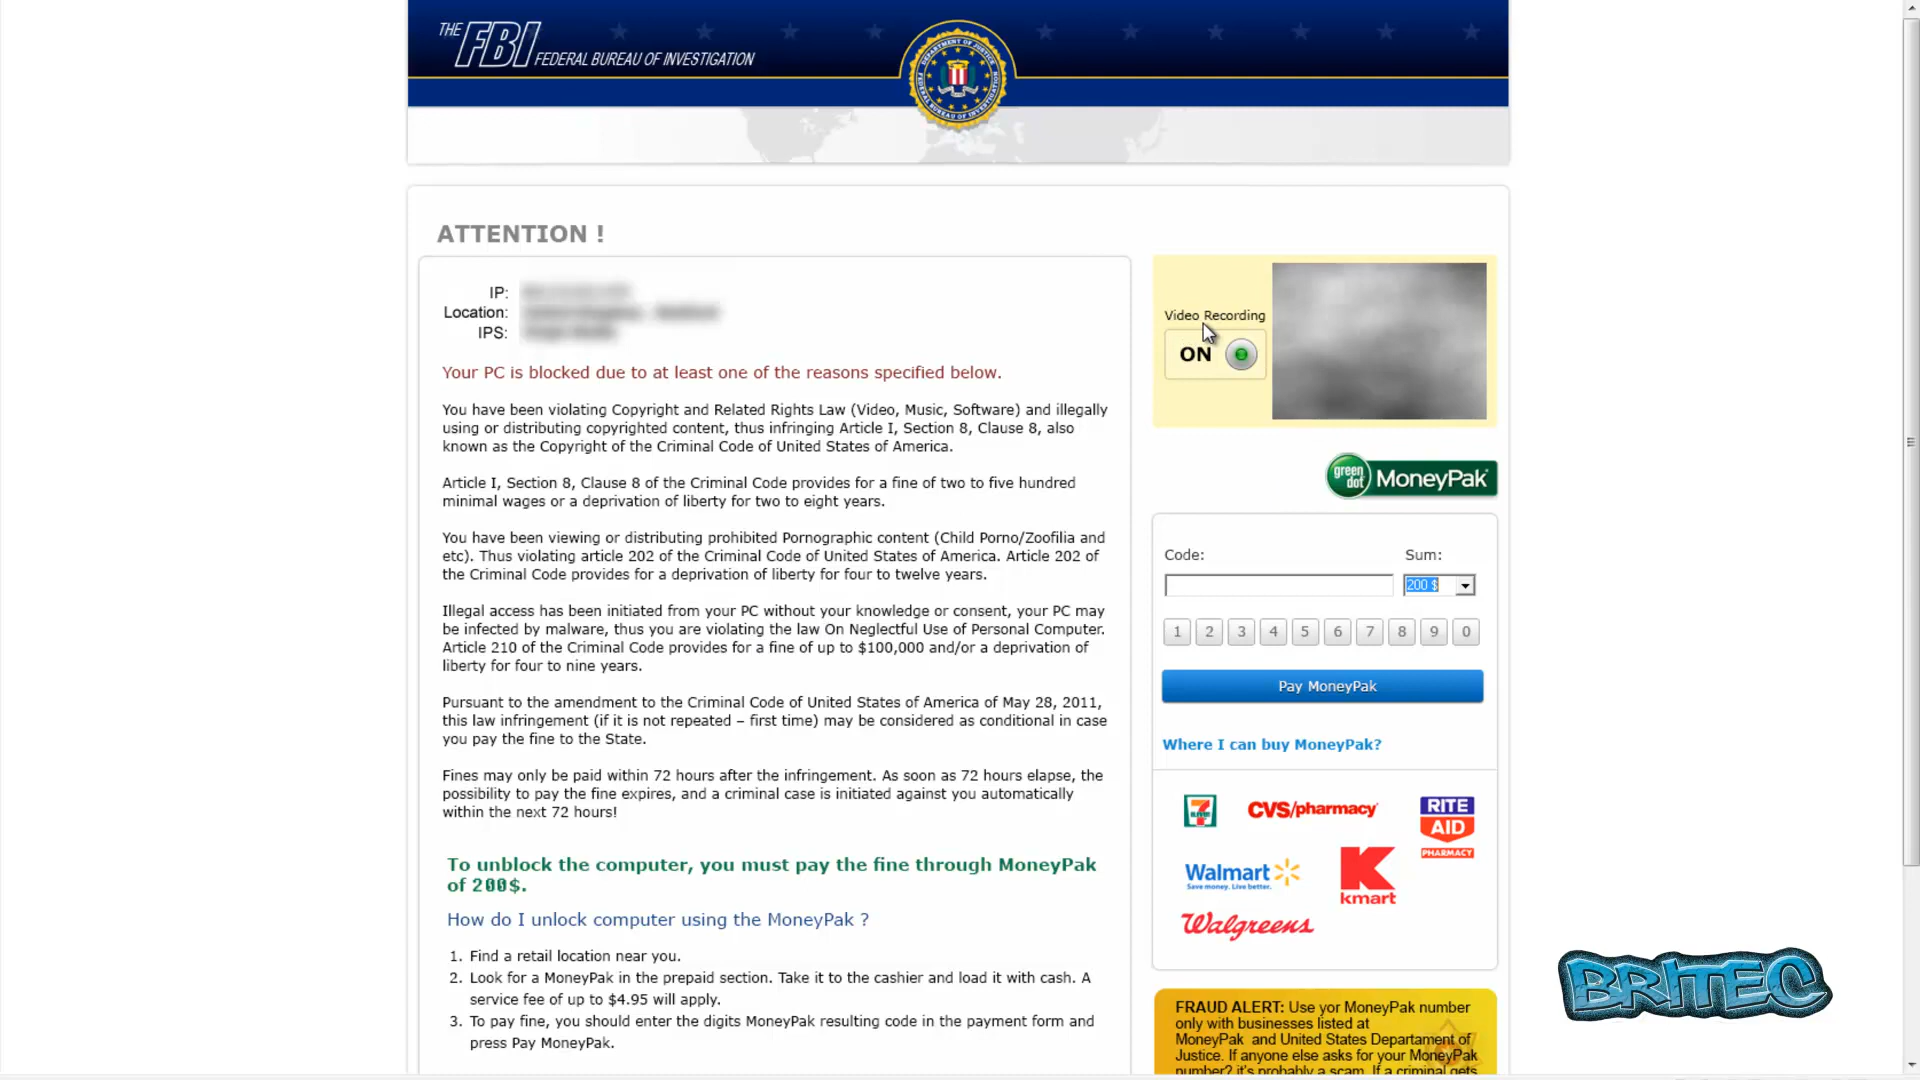 THE FBI FEDERAL BUREAU OF INVESTIGATION
DEPARTMENT OF JUSTICE
FEDERAL BUREAU OF INVESTIGATION
ATTENTION !
IP:
Location:
IPS:
Your PC is blocked due to at least one of the reasons specified below.
You have been violating Copyright and Related Rights Law (Video, Music, Software) and illegally
using or distributing copyrighted content, thus infringing Article I, Section 8, Clause 8, also
known as the Copyright of the Criminal Code of United States of America.
Article I, Section 8, Clause 8 of the Criminal Code provides for a fine of two to five hundred
minimal wages or a deprivation of liberty for two to eight years.
You have been viewing or distributing prohibited Pornographic content (Child Porno/Zoofilia and
etc). Thus violating article 202 of the Criminal Code of United States of America. Article 202 of
the Criminal Code provides for a deprivation of liberty for four to twelve years.
Illegal access has been initiated from your PC without your knowledge or consent, your PC may
be infected by malware, thus you are violating the law On Neglectful Use of Personal Computer.
Article 210 of the Criminal Code provides for a fine of up to $100,000 and/or a deprivation of
liberty for four to nine years.
Pursuant to the amendment to the Criminal Code of United States of America of May 28, 2011,
this law infringement (if it is not repeated – first time) may be considered as conditional in case
you pay the fine to the State.
Fines may only be paid within 72 hours after the infringement. As soon as 72 hours elapse, the
possibility to pay the fine expires, and a criminal case is initiated against you automatically
within the next 72 hours!
To unblock the computer, you must pay the fine through MoneyPak
of 200$.
How do I unlock computer using the MoneyPak ?
1. Find a retail location near you.
2. Look for a MoneyPak in the prepaid section. Take it to the cashier and load it with cash. A
service fee of up to $4.95 will apply.
3. To pay fine, you should enter the digits MoneyPak resulting code in the payment form and
press Pay MoneyPak.
Video Recording
ON
green dot MoneyPak
Code: Sum:
200 $
1 2 3 4 5 6 7 8 9 0
Pay MoneyPak
Where I can buy MoneyPak?
7 ELEVEN
CVS/pharmacy
RITE
AID
PHARMACY
Walmart
Save money. Live better.
K
kmart
Walgreens
FRAUD ALERT: Use yor MoneyPak number
only with businesses listed at
MoneyPak and United States Departament of
Justice. If anyone else asks for your MoneyPak
number? it's probably a scam. If a criminal gets
BRITEC